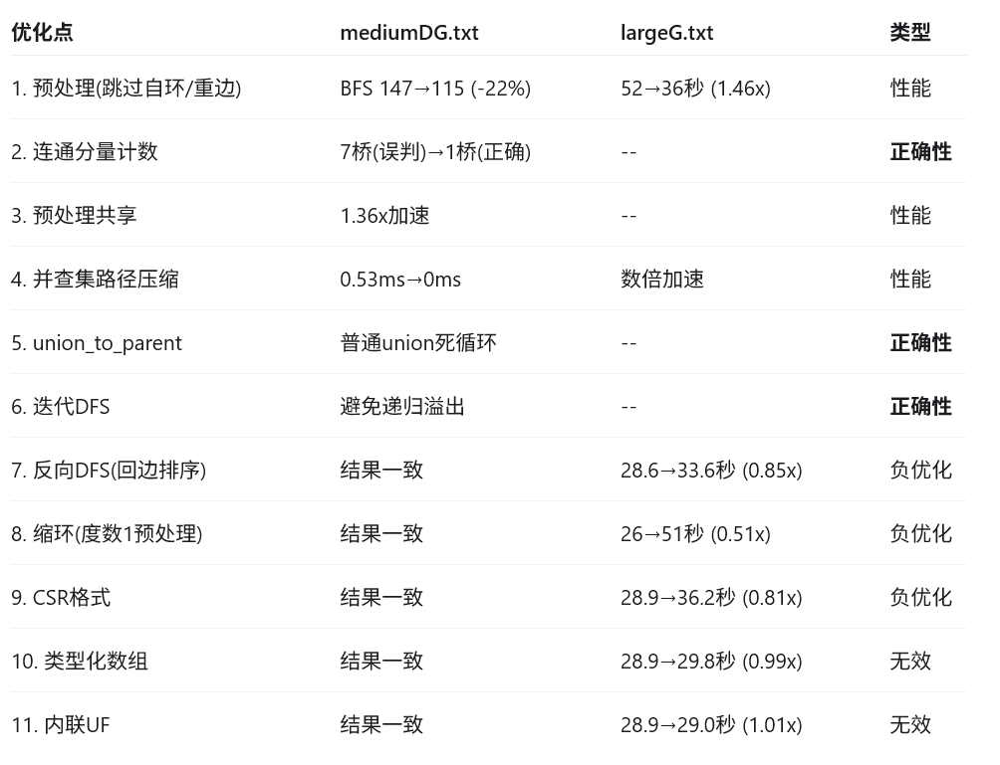 优化点 mediumDG.txt largeG.txt 类型
1. 预处理(跳过自环/重边) BFS 147→115 (-22%) 52→36秒 (1.46x) 性能
2. 连通分量计数 7桥(误判)→1桥(正确) -- 正确性
3. 预处理共享 1.36x加速 -- 性能
4. 并查集路径压缩 0.53ms→0ms 数倍加速 性能
5. union_to_parent 普通union死循环 -- 正确性
6. 迭代DFS 避免递归溢出 -- 正确性
7. 反向DFS(回边排序) 结果一致 28.6→33.6秒 (0.85x) 负优化
8. 缩环(度数1预处理) 结果一致 26→51秒 (0.51x) 负优化
9. CSR格式 结果一致 28.9→36.2秒 (0.81x) 负优化
10. 类型化数组 结果一致 28.9→29.8秒 (0.99x) 无效
11. 内联UF 结果一致 28.9→29.0秒 (1.01x) 无效